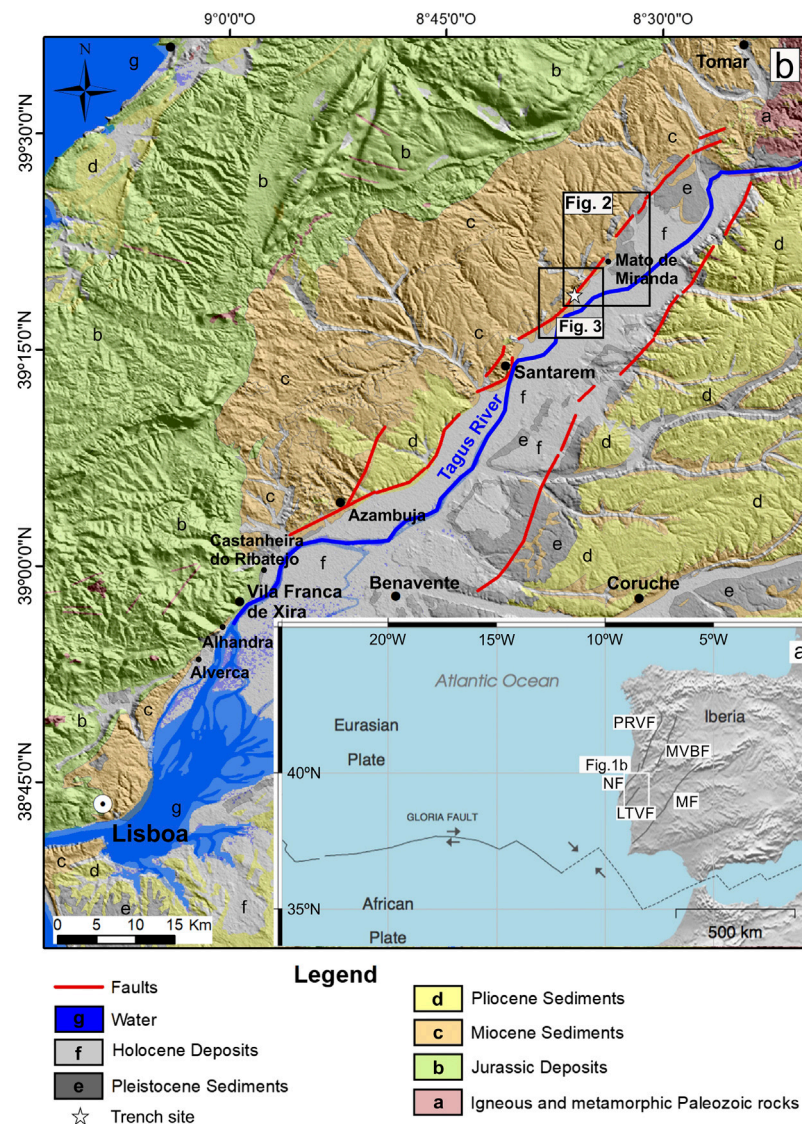 9°0'0"W
8°45'0"W
8°30'0"W
N
g
Tomar
b
b
a
39°30'0"N
d
b
c
b
e
Fig. 2
c
f
d
Mato de
Miranda
b
Fig. 3
39°15'0"N
c
c
Santarem
f
d
Tagus River
d
e
f
d
c
d
Azambuja
b
Castanheira
do Ribatejo
e
39°0'0"N
f
d
Benavente
Coruche
e
Vila Franca
de Xira
Alhandra
Alverca
20°W
15°W
10°W
5°W
a
Atlantic Ocean
Iberia
Eurasian
Plate
PRVF
MVBF
Fig.1b
40°N
NF
MF
LTVF
GLORIA FAULT
African
Plate
35°N
500 km
b
c
38°45'0"N
g
Lisboa
c
d
e
f
0
5
10
15 Km
Legend
Faults
g Water
f Holocene Deposits
e Pleistocene Sediments
Trench site
d Pliocene Sediments
c Miocene Sediments
b Jurassic Deposits
a Igneous and metamorphic Paleozoic rocks